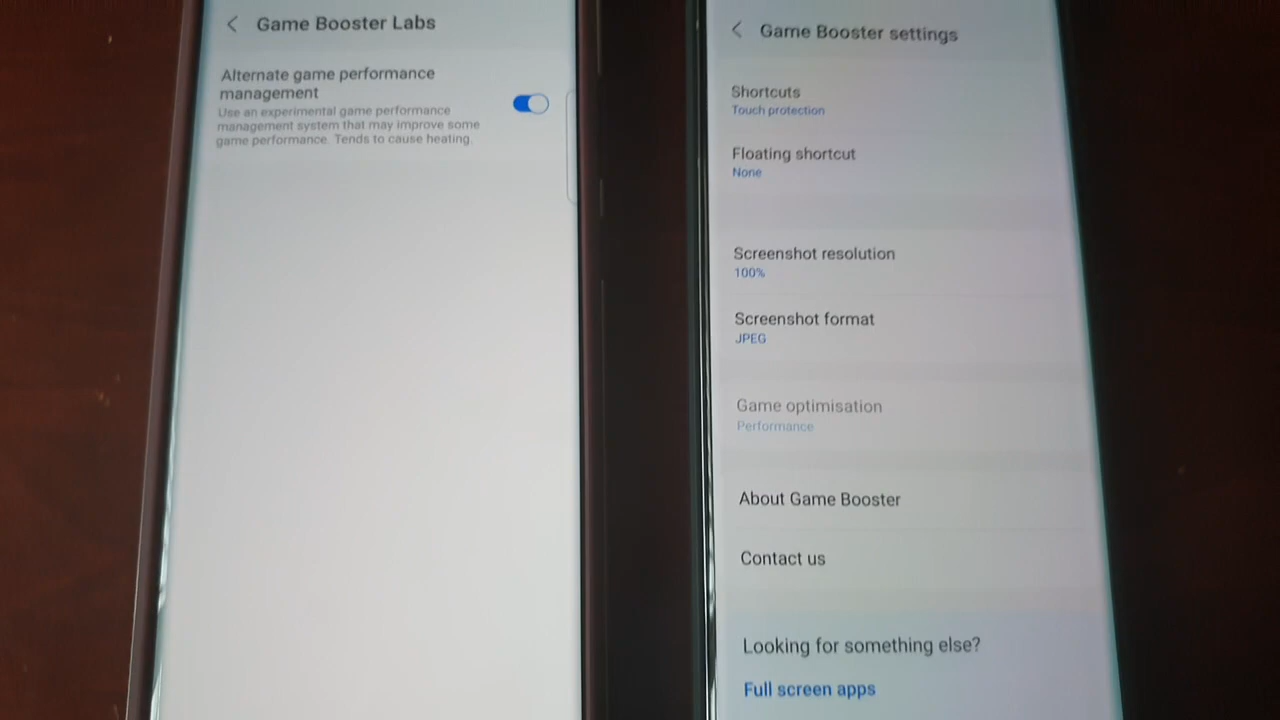 Game Booster Labs
Alternate game performance
management
Use an experimental game performance
management system that may improve some
game performance. Tends to cause heating.
Game Booster settings
Shortcuts
Touch protection
Floating shortcut
None
Screenshot resolution
100%
Screenshot format
JPEG
Game optimisation
Performance
About Game Booster
Contact us
Looking for something else?
Full screen apps